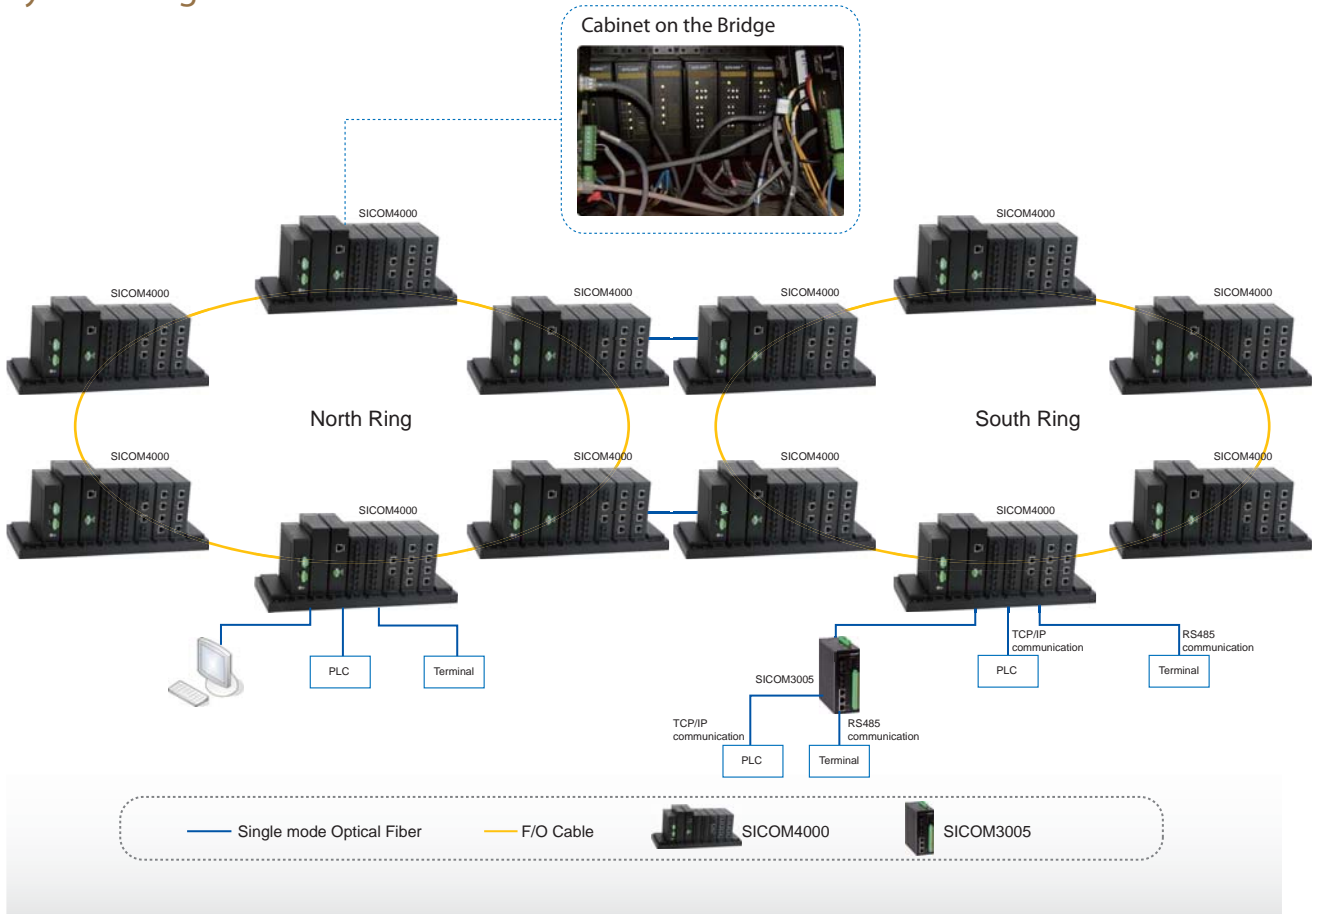 Cabinet on the Bridge
SICOM4000
SICOM4000
SICOM4000
SICOM4000
SICOM4000
SICOM4000
SICOM4000
North Ring
South Ring
SICOM4000
SICOM4000
SICOM4000
SICOM4000
SICOM4000
SICOM4000
PLC
Terminal
SICOM3005
TCP/IP
communication
PLC
RS485
communication
Terminal
TCP/IP
communication
PLC
RS485
communication
Terminal
Single mode Optical Fiber
F/O Cable
SICOM4000
SICOM3005